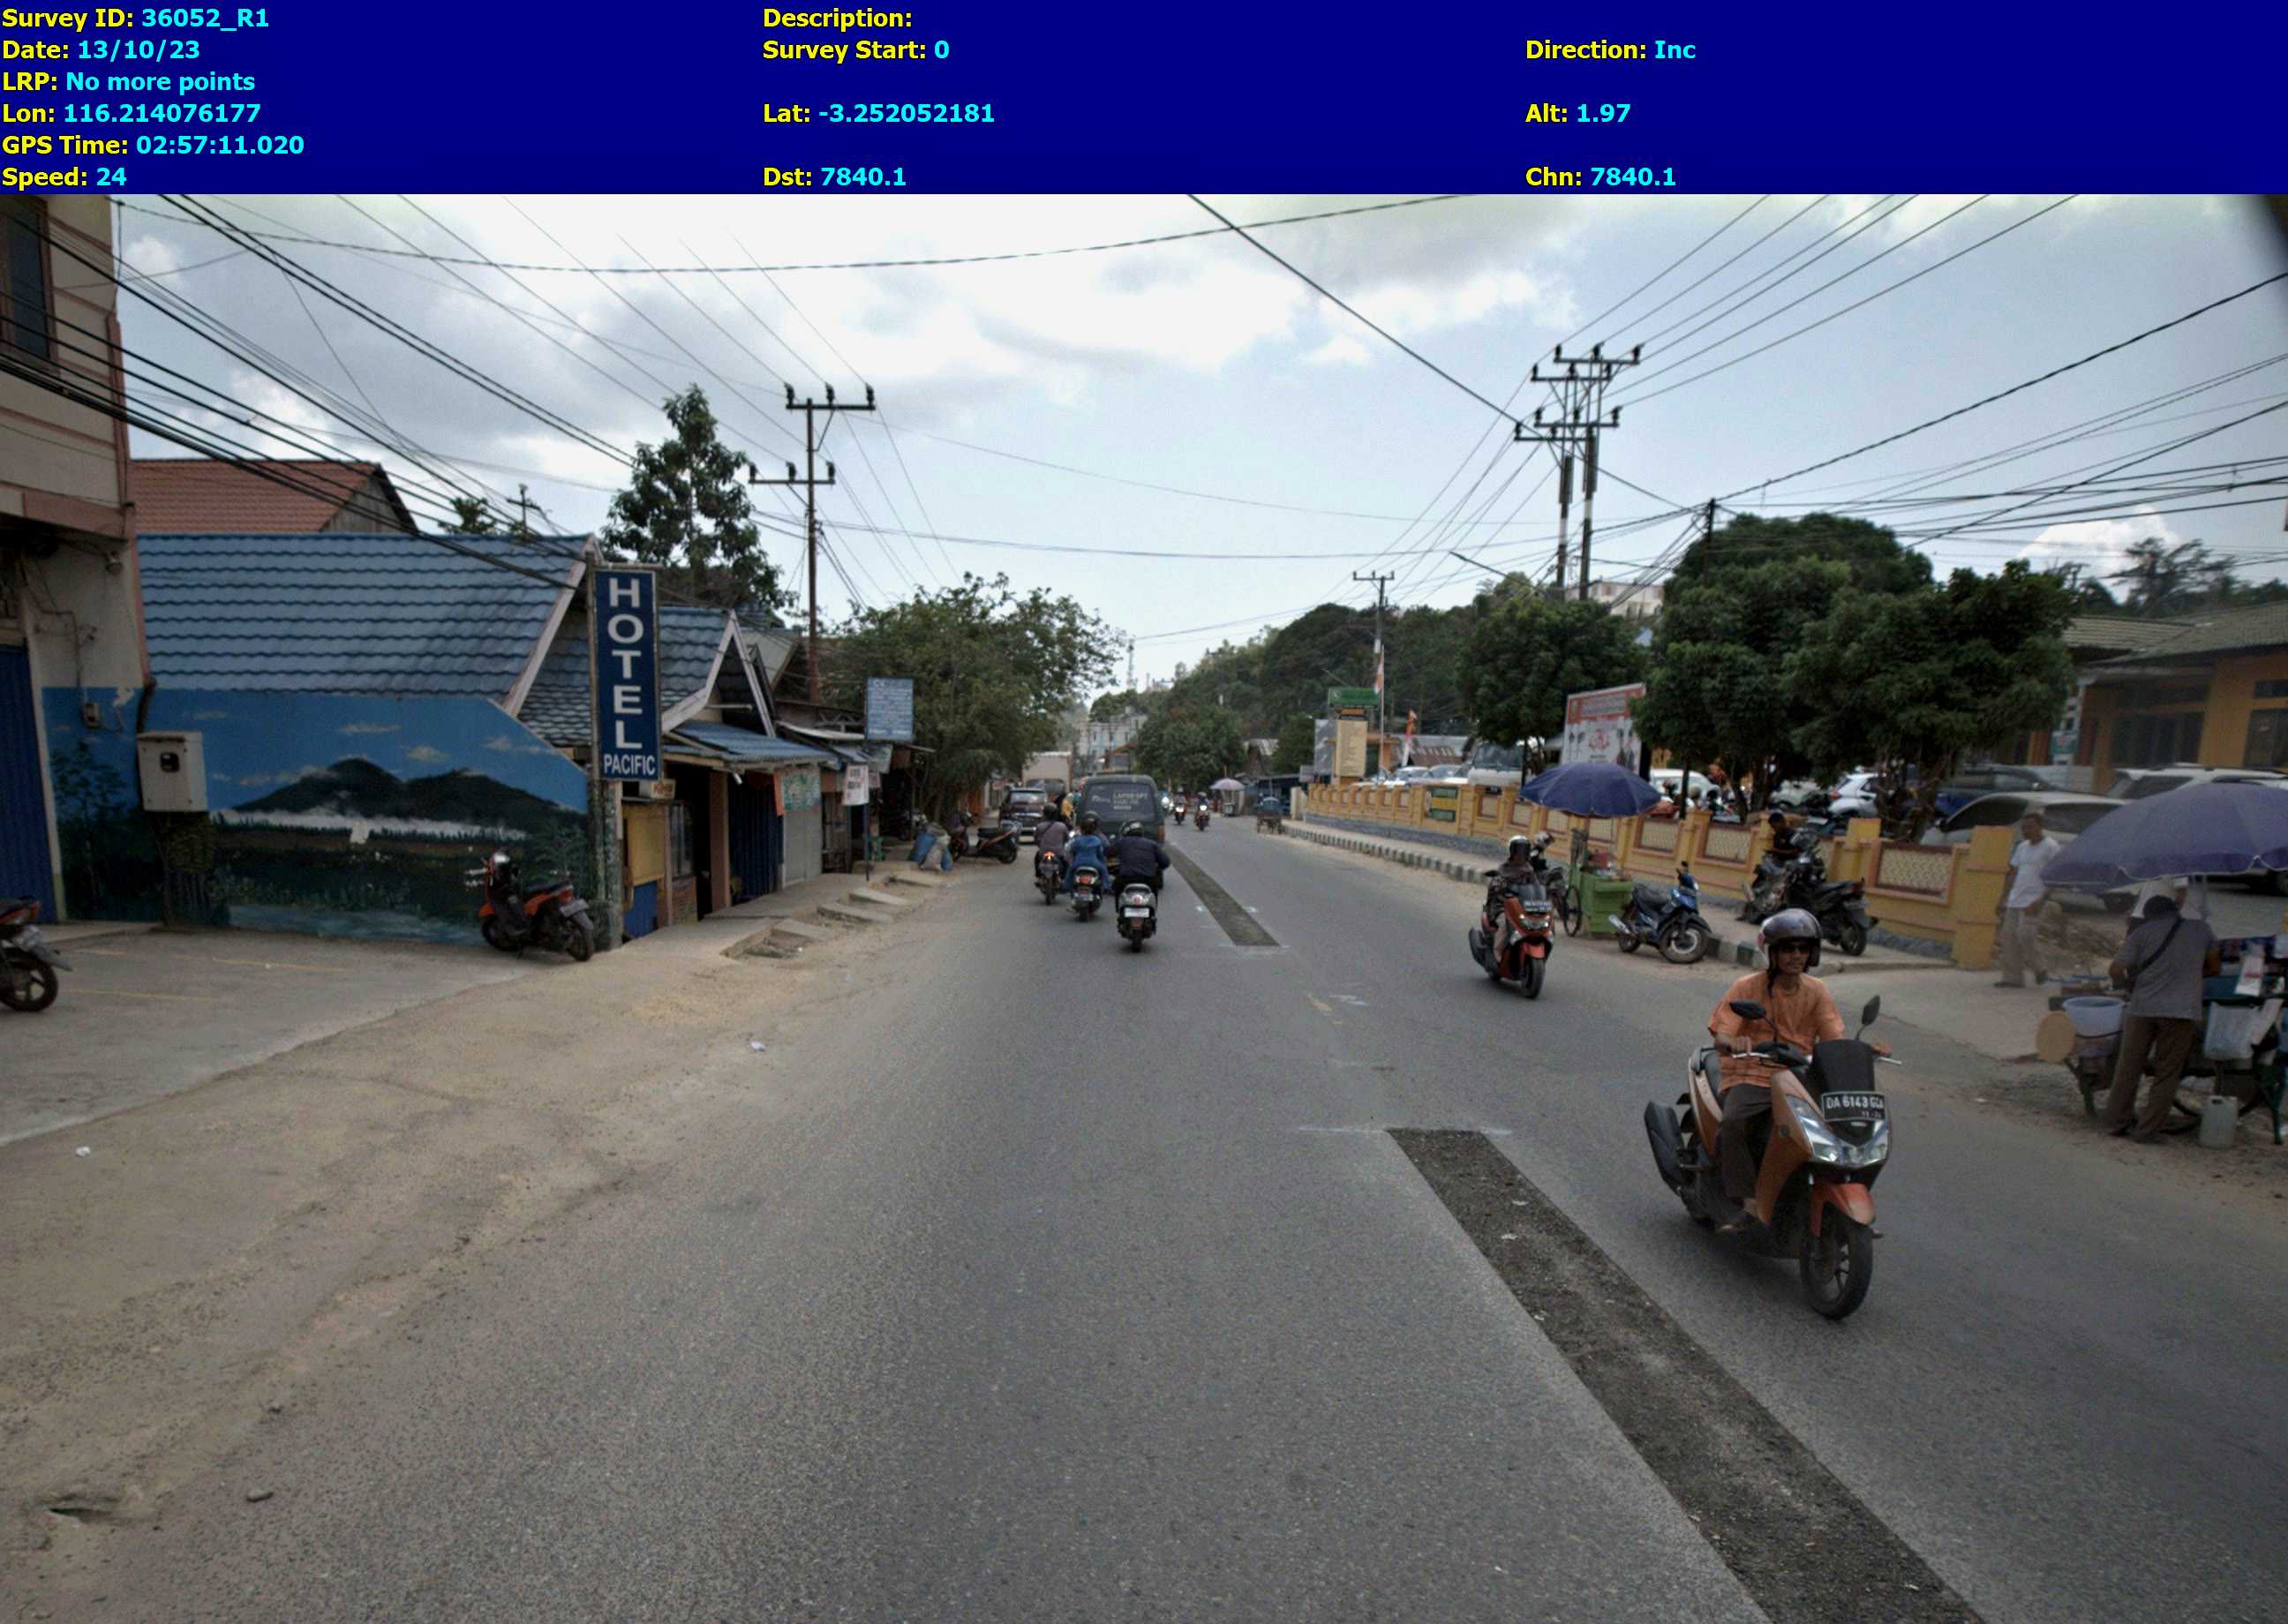 Survey ID: 36052_R1
Description:
Date: 13/10/23
Survey Start: 0
Direction: Inc
LRP: No more points
Lon: 116.214076177
Lat: -3.252052181
Alt: 1.97
GPS Time: 02:57:11.020
Speed: 24
Dst: 7840.1
Chn: 7840.1
HOTEL
PACIFIC
DA 6143 GCA